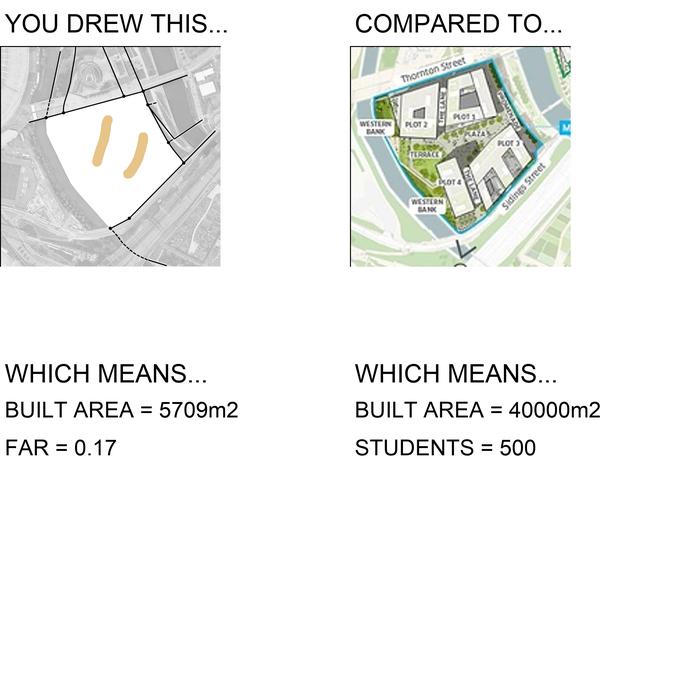 YOU DREW THIS...
COMPARED TO...
Thornton Street
WESTERN
BANK
PLOT 2
THE LANE
PLOT 1
PROMENADE
PLAZA
PLOT 3
TERRACE
PLOT 4
THE LANE
WESTERN
BANK
Sidings Street
M
WHICH MEANS...
BUILT AREA = 5709m2
FAR = 0.17
WHICH MEANS...
BUILT AREA = 40000m2
STUDENTS = 500